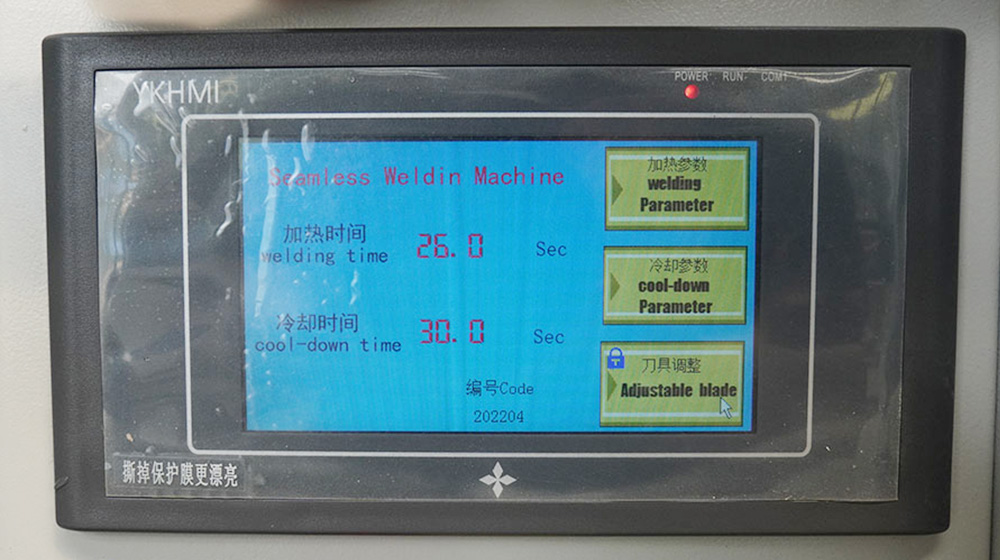 YKHMI
POWER RUN COM1
Seamless Weldin Machine
加热时间
welding time 26.0 Sec
冷却时间
cool-down time 30.0 Sec
编号Code
202204
加热参数
welding
Parameter
冷却参数
cool-down
Parameter
刀具调整
Adjustable blade
撕掉保护膜更漂亮